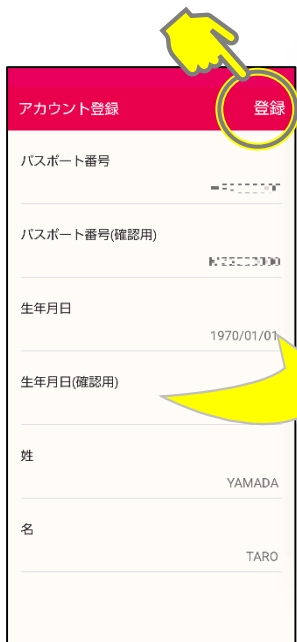 アカウント登録 登録
パスポート番号
パスポート番号(確認用)
生年月日
1970/01/01
生年月日(確認用)
姓
YAMADA
名
TARO